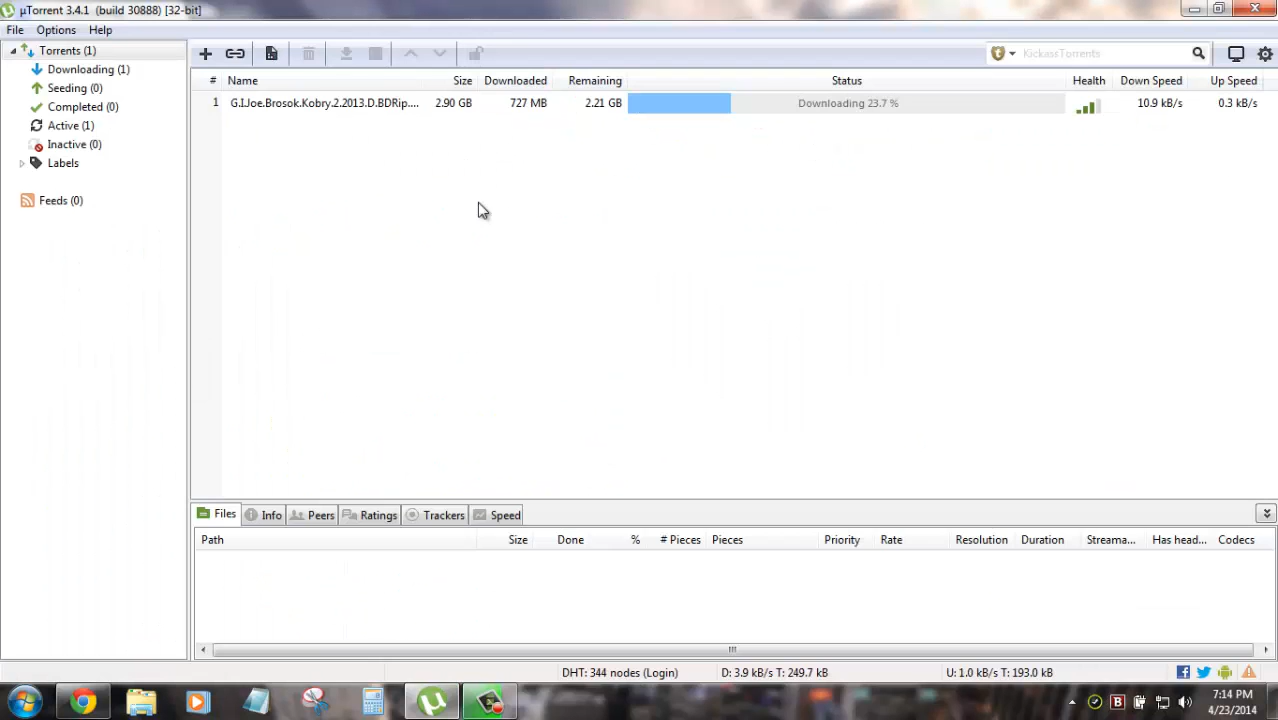 µTorrent 3.4.1 (build 30888) [32-bit]
File Options Help
Torrents (1)
Downloading (1)
Seeding (0)
Completed (0)
Active (1)
Inactive (0)
Labels
Feeds (0)
KickassTorrents
# Name Size Downloaded Remaining Status Health Down Speed Up Speed
1 G.I.Joe.Brosok.Kobry.2.2013.D.BDRip.... 2.90 GB 727 MB 2.21 GB Downloading 23.7 % 10.9 kB/s 0.3 kB/s
Files Info Peers Ratings Trackers Speed
Path Size Done % # Pieces Pieces Priority Rate Resolution Duration Streama... Has head... Codecs
DHT: 344 nodes (Login) D: 3.9 kB/s T: 249.7 kB U: 1.0 kB/s T: 193.0 kB
7:14 PM
4/23/2014